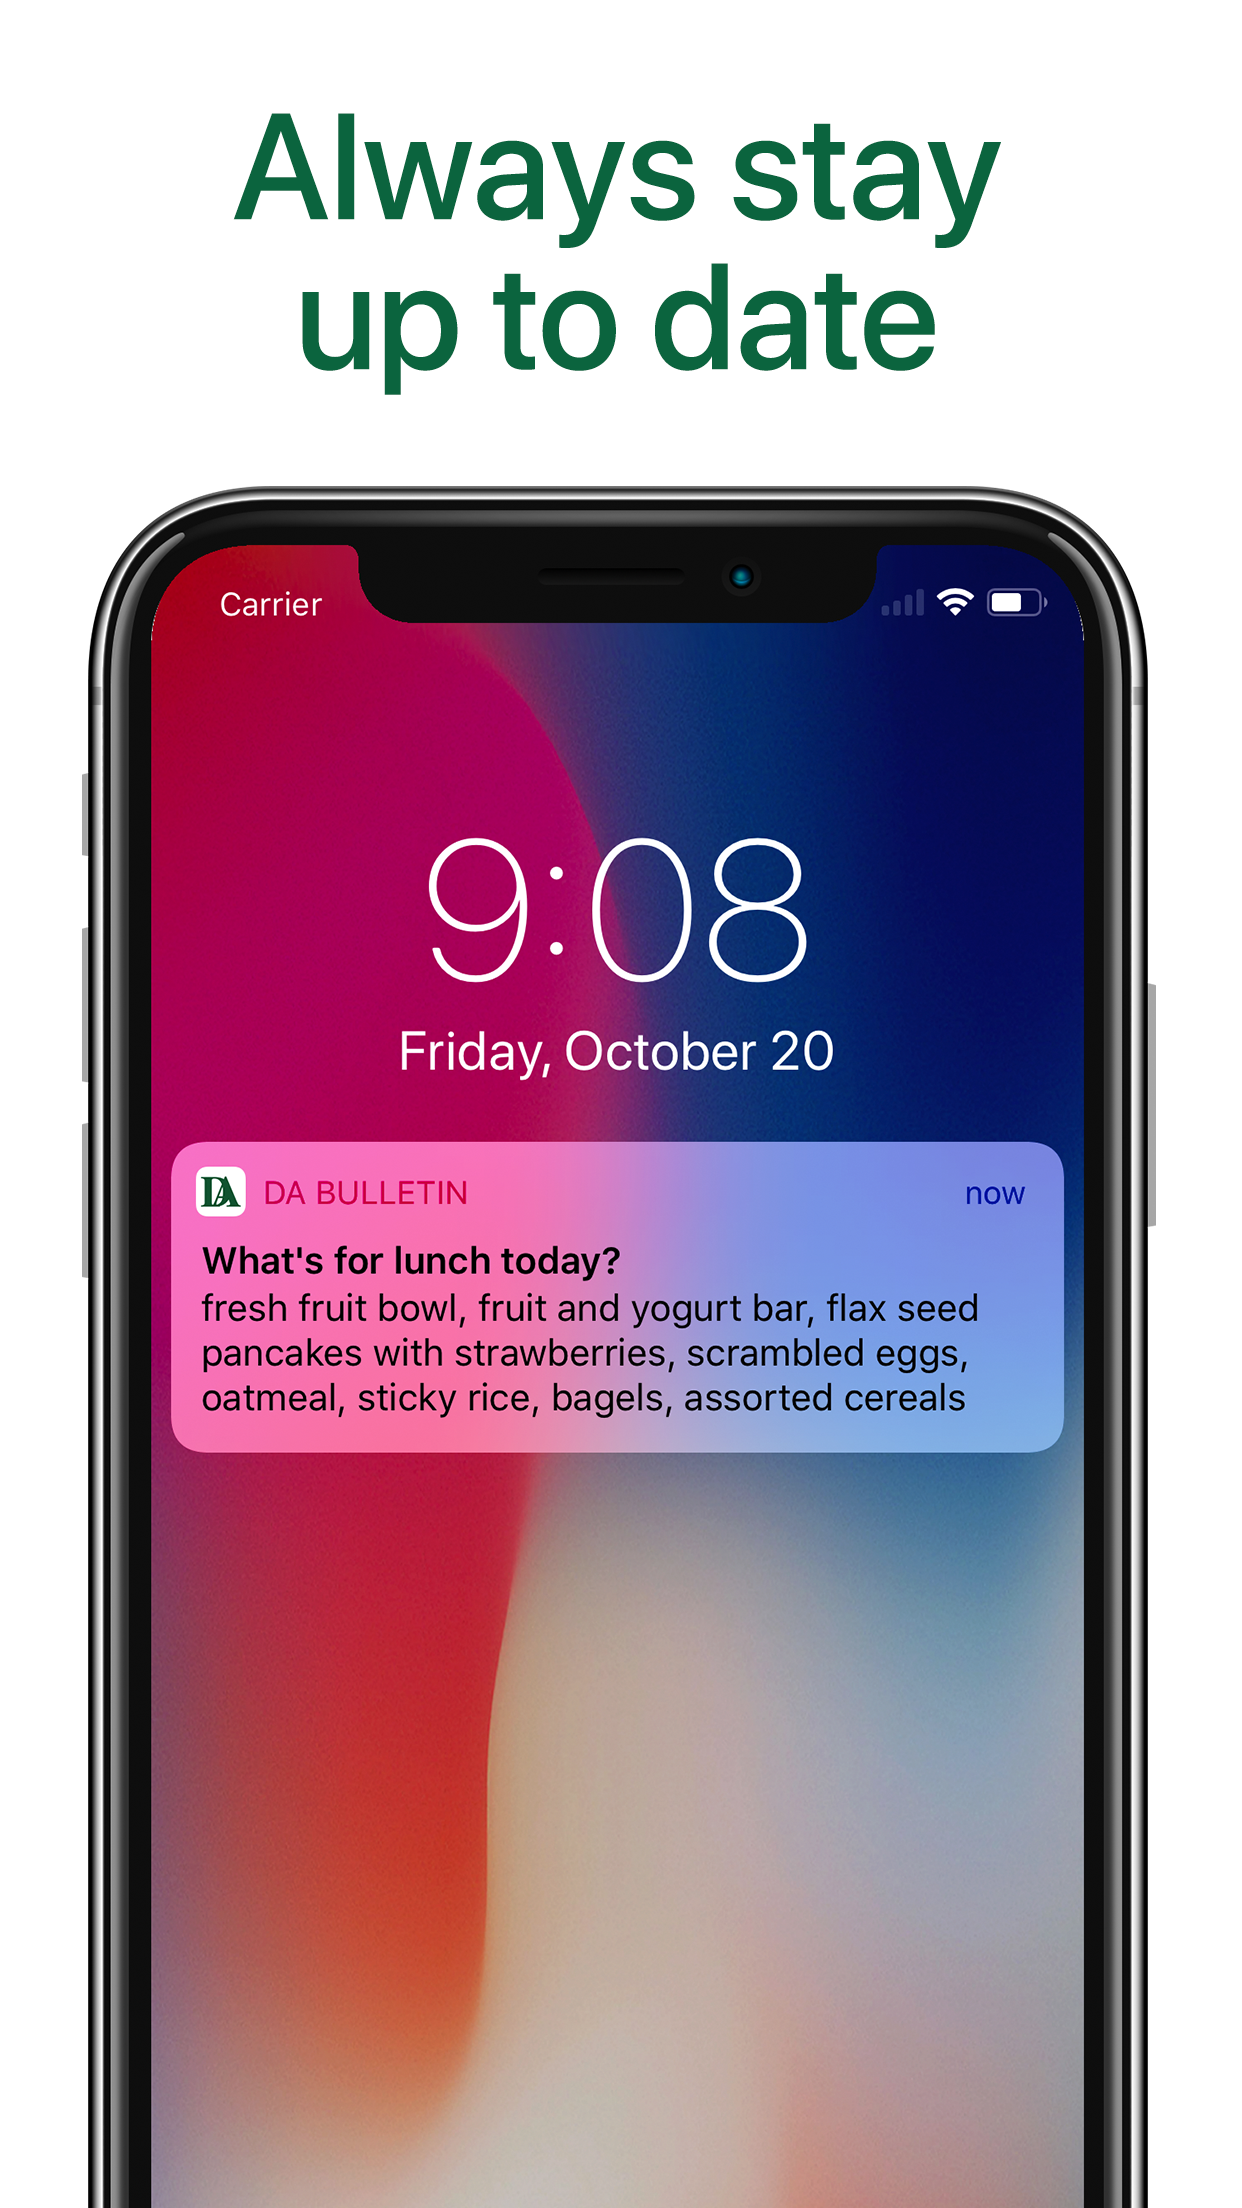 Always stay
up to date
Carrier
9:08
Friday, October 20
DA DA BULLETIN now
What's for lunch today?
fresh fruit bowl, fruit and yogurt bar, flax seed
pancakes with strawberries, scrambled eggs,
oatmeal, sticky rice, bagels, assorted cereals